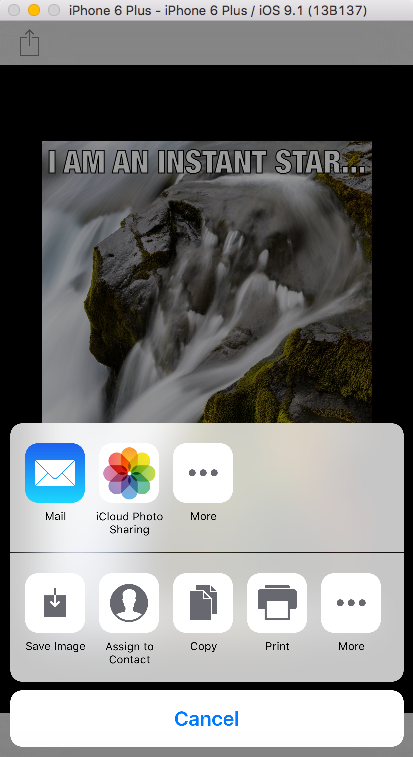 iPhone 6 Plus - iPhone 6 Plus / iOS 9.1 (13B137)
I AM AN INSTANT STAR...
Mail
iCloud Photo
Sharing
More
Save Image
Assign to
Contact
Copy
Print
More
Cancel